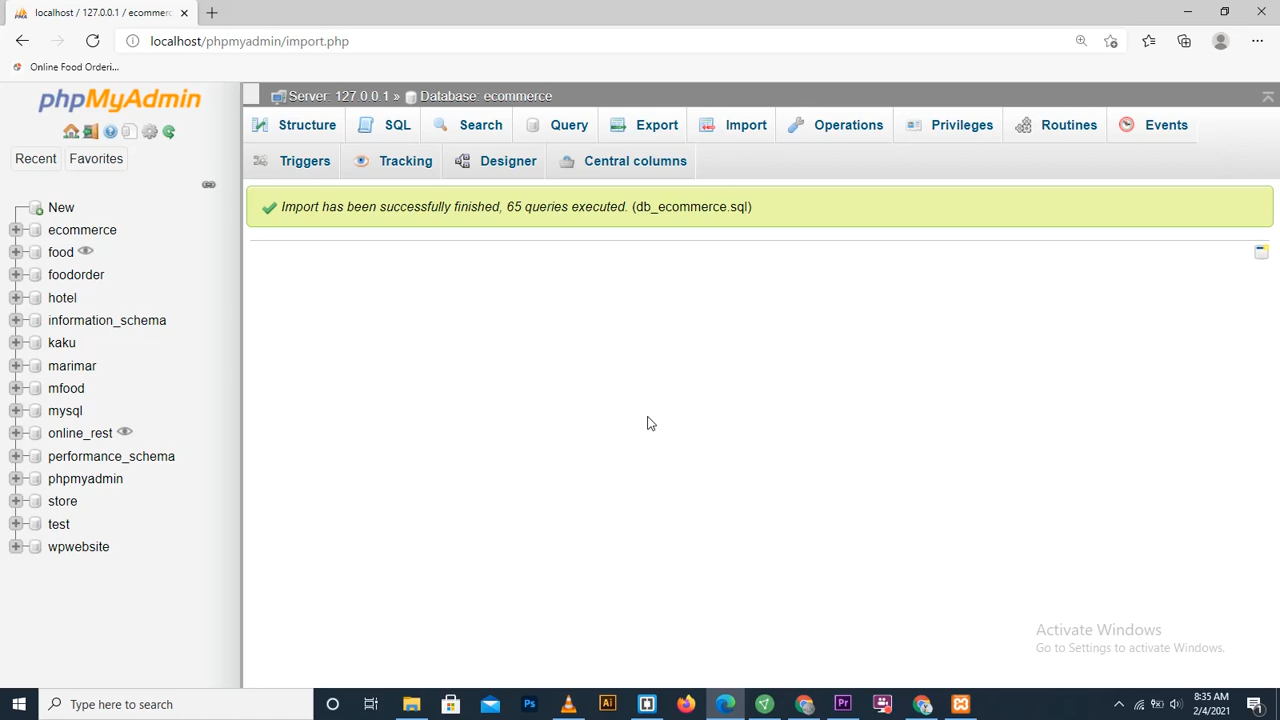 localhost / 127.0.0.1 / ecommerc
localhost/phpmyadmin/import.php
Online Food Orderi...
phpMyAdmin
Recent
Favorites
New
ecommerce
food
foodorder
hotel
information_schema
kaku
marimar
mfood
mysql
online_rest
performance_schema
phpmyadmin
store
test
wpwebsite
Server: 127.0.0.1 » Database: ecommerce
Structure SQL Search Query Export Import Operations Privileges Routines Events
Triggers Tracking Designer Central columns
Import has been successfully finished, 65 queries executed. (db_ecommerce.sql)
Activate Windows
Go to Settings to activate Windows.
Type here to search
Ps
Ai
Pr
8:35 AM
2/4/2021
1